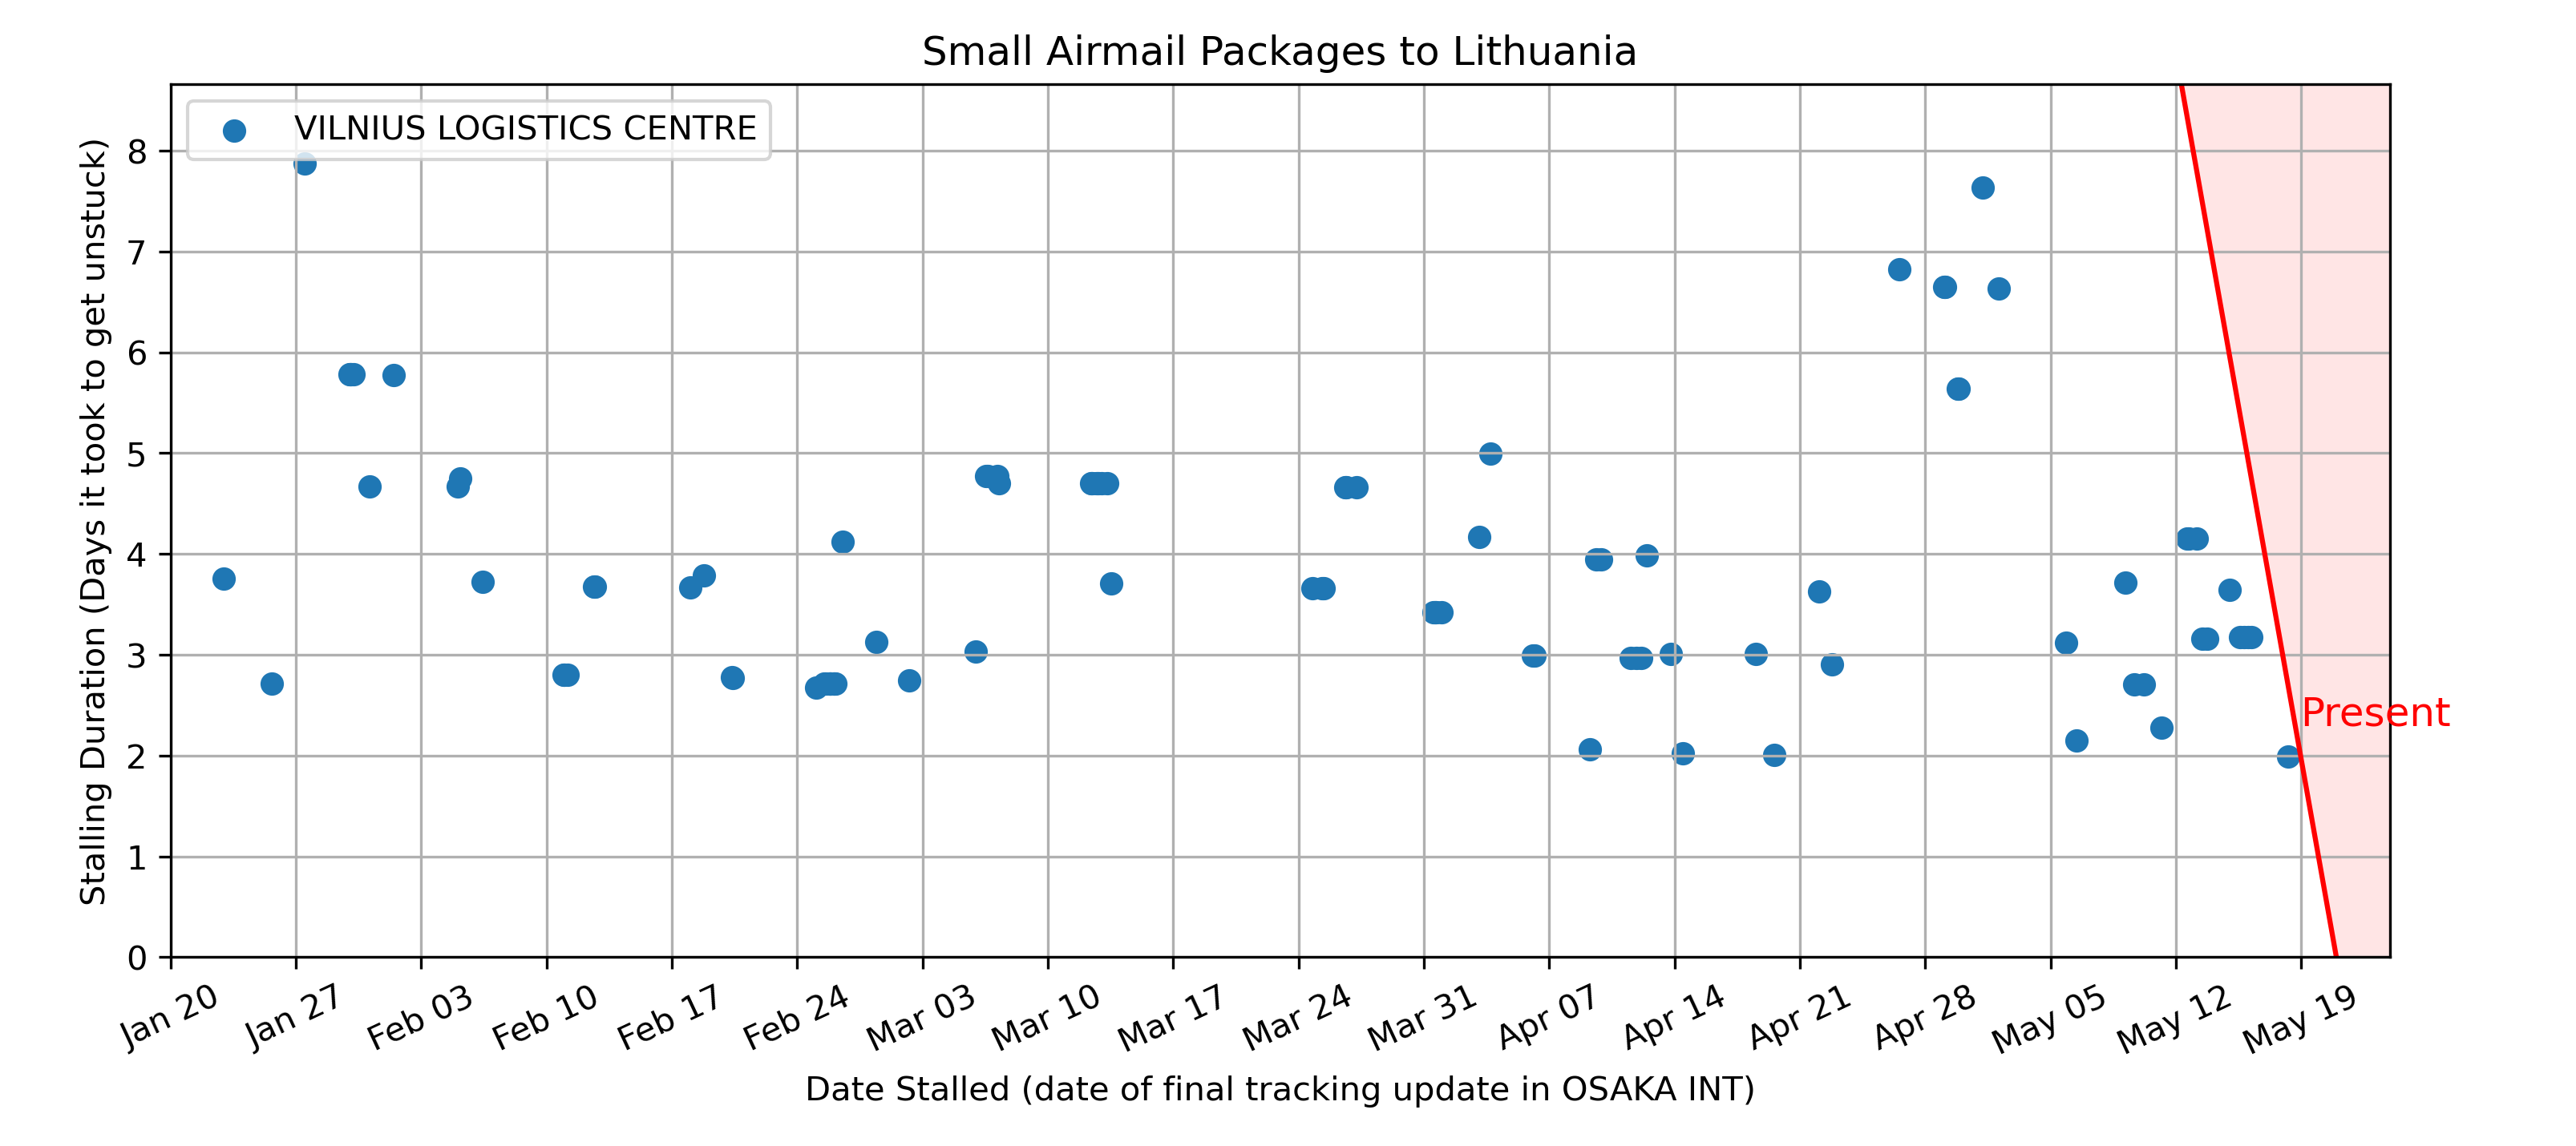 Small Airmail Packages to Lithuania
VILNIUS LOGISTICS CENTRE
Stalling Duration (Days it took to get unstuck)
8
7
6
5
4
3
2
1
0
Present
Jan 20
Jan 27
Feb 03
Feb 10
Feb 17
Feb 24
Mar 03
Mar 10
Mar 17
Mar 24
Mar 31
Apr 07
Apr 14
Apr 21
Apr 28
May 05
May 12
May 19
Date Stalled (date of final tracking update in OSAKA INT)